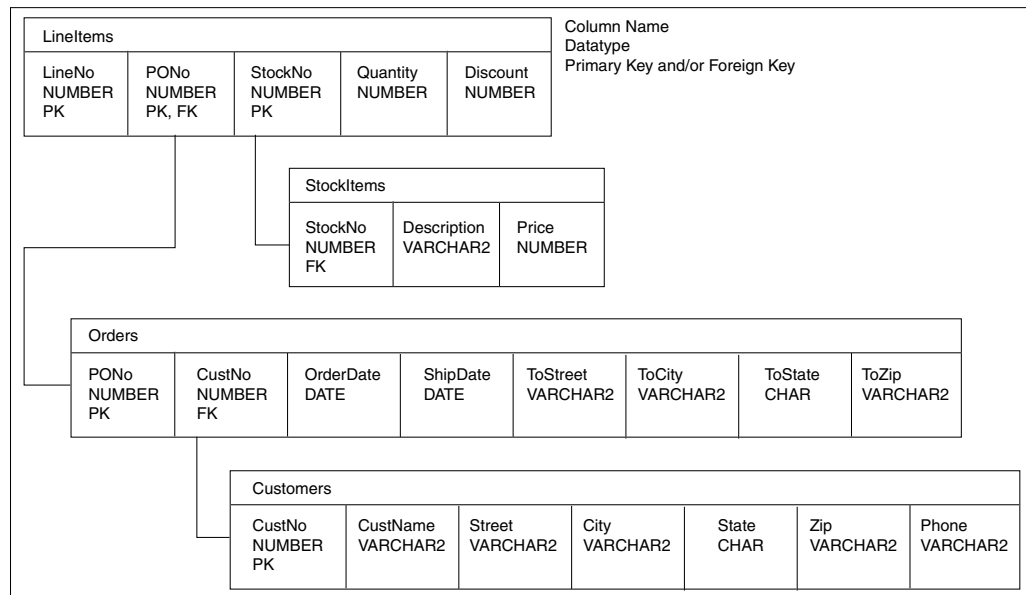 Column Name
Datatype
Primary Key and/or Foreign Key
LineItems
LineNo PONo StockNo Quantity Discount
NUMBER NUMBER NUMBER NUMBER NUMBER
PK PK, FK PK
StockItems
StockNo Description Price
NUMBER VARCHAR2 NUMBER
FK
Orders
PONo CustNo OrderDate ShipDate ToStreet ToCity ToState ToZip
NUMBER NUMBER DATE DATE VARCHAR2 VARCHAR2 CHAR VARCHAR2
PK FK
Customers
CustNo CustName Street City State Zip Phone
NUMBER VARCHAR2 VARCHAR2 VARCHAR2 CHAR VARCHAR2 VARCHAR2
PK